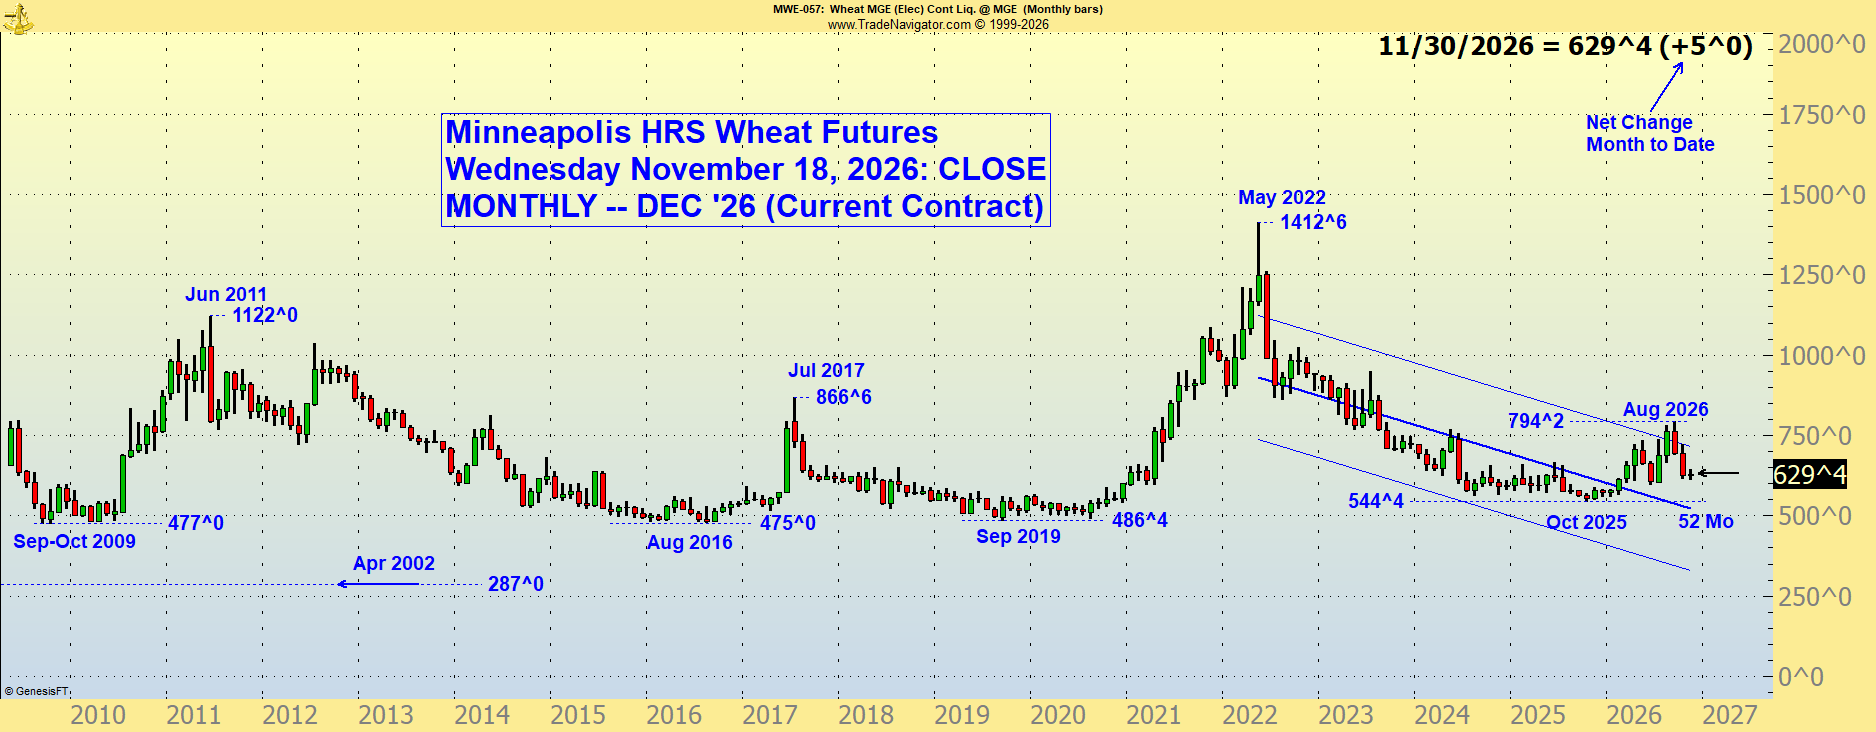 MWE-057:  Wheat MGE (Elec) Cont Liq. @ MGE  (Monthly bars)
www.TradeNavigator.com © 1999-2026
11/30/2026 = 629^4 (+5^0)
Net Change
Month to Date
Minneapolis HRS Wheat Futures
Wednesday November 18, 2026: CLOSE
MONTHLY -- DEC '26 (Current Contract)
May 2022
1412^6
Jun 2011
1122^0
Jul 2017
866^6
Aug 2026
794^2
544^4
Oct 2025
52 Mo
477^0
Sep-Oct 2009
475^0
Aug 2016
486^4
Sep 2019
Apr 2002
287^0
2000^0
1750^0
1500^0
1250^0
1000^0
750^0
629^4
500^0
250^0
0^0
© GenesisFT
2010
2011
2012
2013
2014
2015
2016
2017
2018
2019
2020
2021
2022
2023
2024
2025
2026
2027